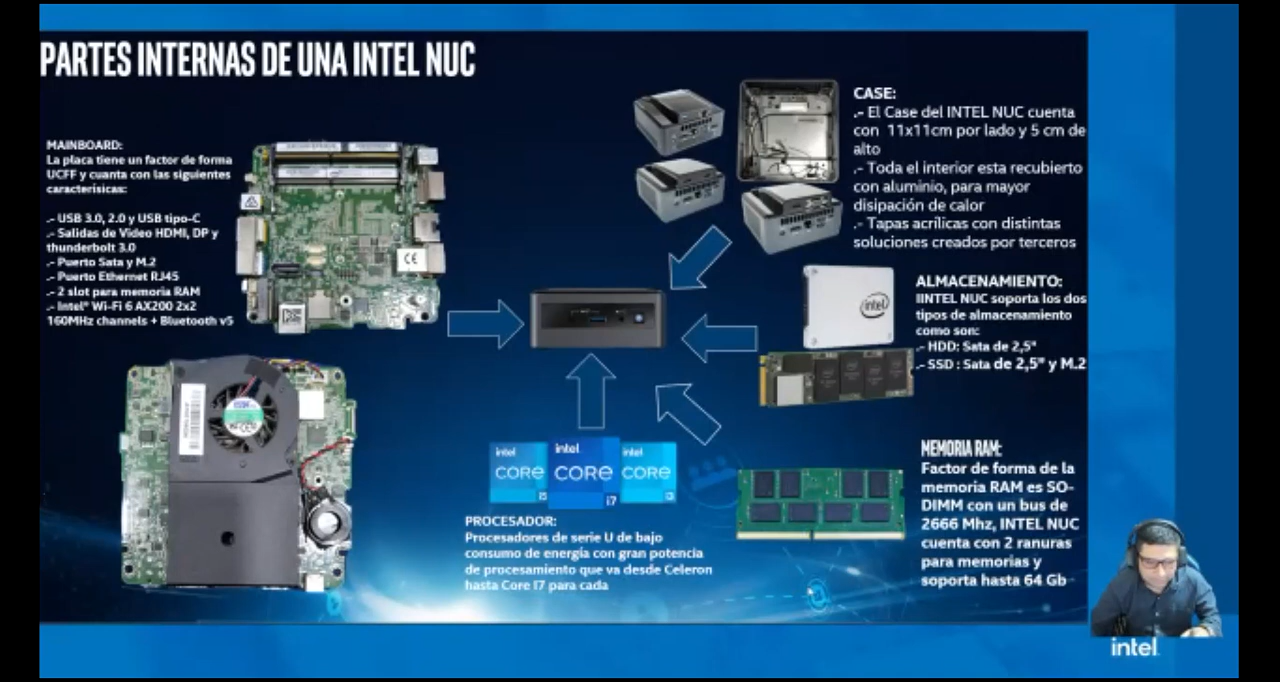 PARTES INTERNAS DE UNA INTEL NUC
MAINBOARD:
La placa tiene un factor de forma
UCFF y cuanta con las siguientes
caracterísicas:
.- USB 3.0, 2.0 y USB tipo-C
.- Salidas de Video HDMI, DP y
thunderbolt 3.0
.- Puerto Sata y M.2
.- Puerto Ethernet RJ45
.- 2 slot para memoria RAM
.- Intel® Wi-Fi 6 AX200 2x2
160MHz channels + Bluetooth v5
CE
CASE:
.- El Case del INTEL NUC cuenta
con 11x11cm por lado y 5 cm de
alto
.- Toda el interior esta recubierto
con aluminio, para mayor
disipación de calor
.- Tapas acrílicas con distintas
soluciones creados por terceros
intel
ALMACENAMIENTO:
IINTEL NUC soporta los dos
tipos de almacenamiento
como son:
.- HDD: Sata de 2,5"
.- SSD : Sata de 2,5" y M.2
intel
CORE
i5
intel
CORE
i7
intel
CORE
i3
PROCESADOR:
Procesadores de serie U de bajo
consumo de energía con gran potencia
de procesamiento que va desde Celeron
hasta Core I7 para cada
MEMORIA RAM:
Factor de forma de la
memoria RAM es SO-
DIMM con un bus de
2666 Mhz, INTEL NUC
cuenta con 2 ranuras
para memorias y
soporta hasta 64 Gb
intel